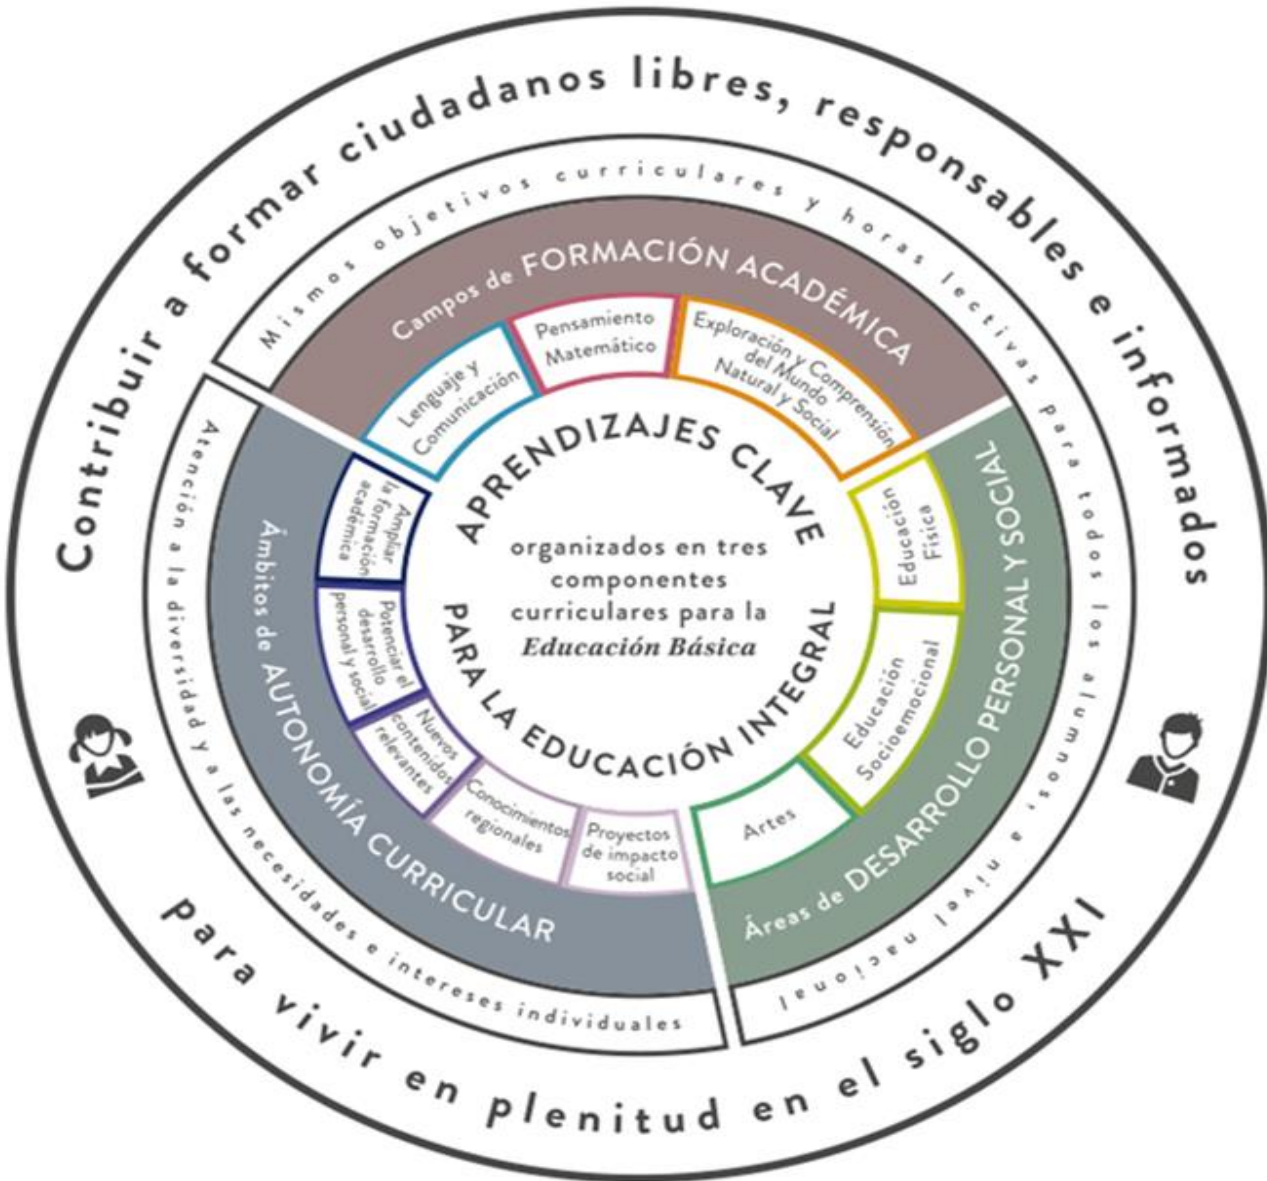 Contribuir a formar ciudadanos libres, responsables e informados
para vivir en plenitud en el siglo XXI
Mismos objetivos curriculares y horas lectivas para todos los alumnos, a nivel nacional
Atención a la diversidad y a las necesidades e intereses individuales
Campos de FORMACIÓN ACADÉMICA
Lenguaje y
Comunicación
Pensamiento
Matemático
Exploración y Comprensión
del Mundo
Natural y Social
Áreas de DESARROLLO PERSONAL Y SOCIAL
Educación
Física
Educación
Socioemocional
Artes
Ámbitos de AUTONOMÍA CURRICULAR
Ampliar
la formación
académica
Potenciar el
desarrollo
personal y social
Nuevos
contenidos
relevantes
Conocimientos
regionales
Proyectos
de impacto
social
APRENDIZAJES CLAVE
PARA LA EDUCACIÓN INTEGRAL
organizados en tres
componentes
curriculares para la
Educación Básica